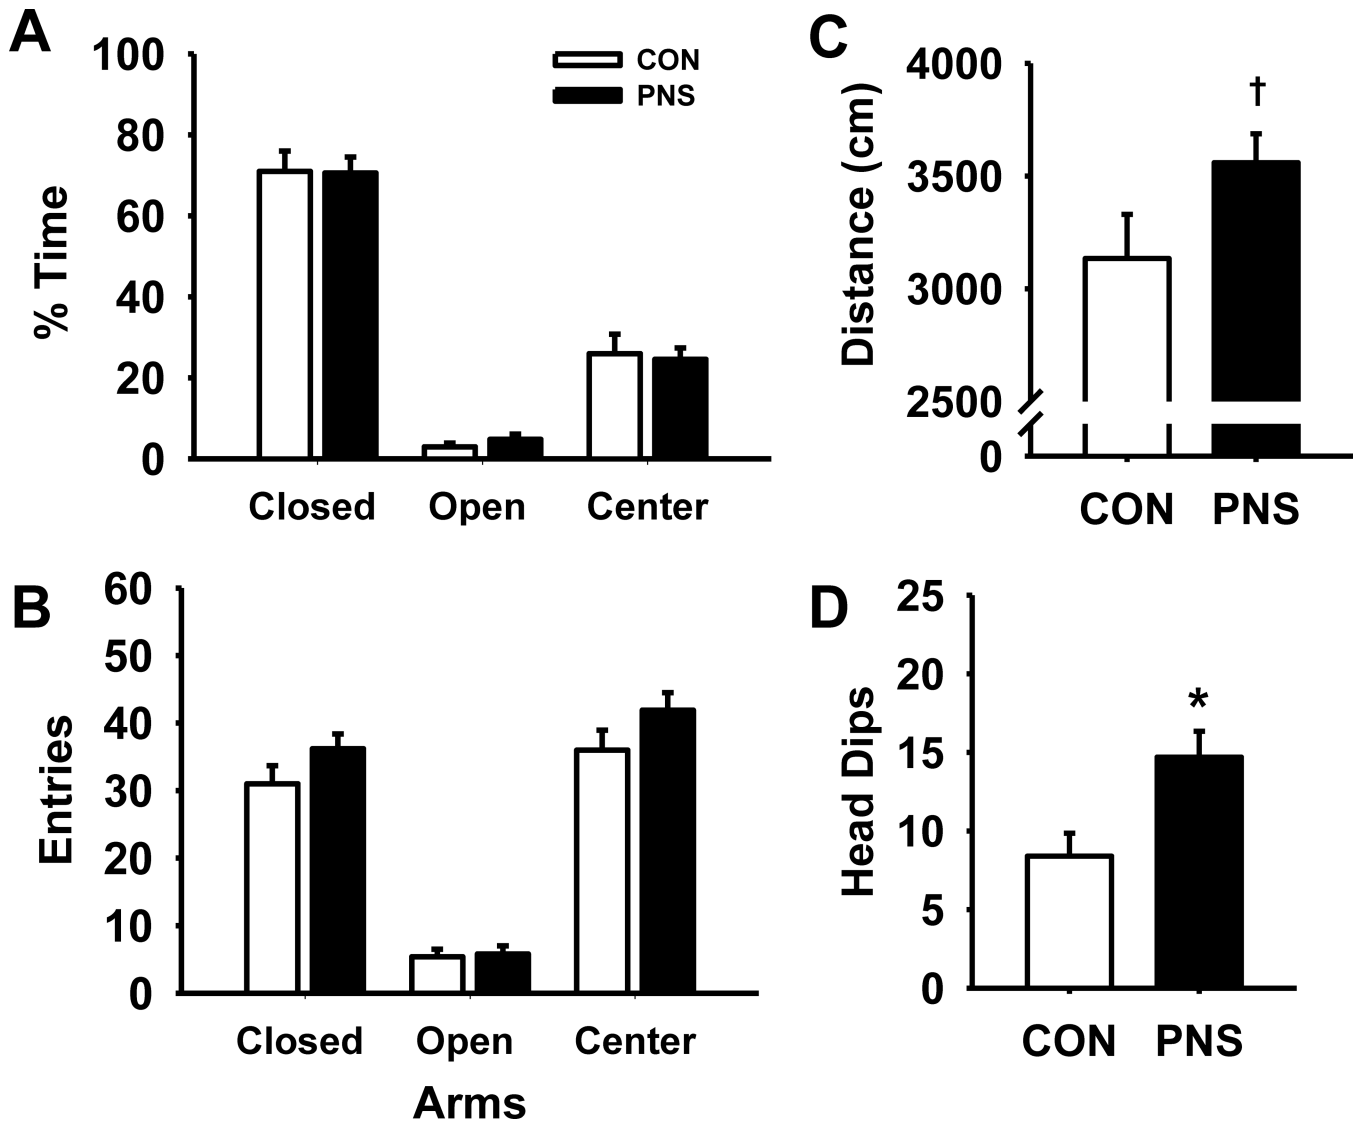 A
100
80
60
40
20
0
% Time
CON
PNS
Closed Open Center
B
60
50
40
30
20
10
0
Entries
Closed Open Center
Arms
C
4000
3500
3000
2500
0
Distance (cm)
†
CON PNS
D
25
20
15
10
5
0
Head Dips
*
CON PNS